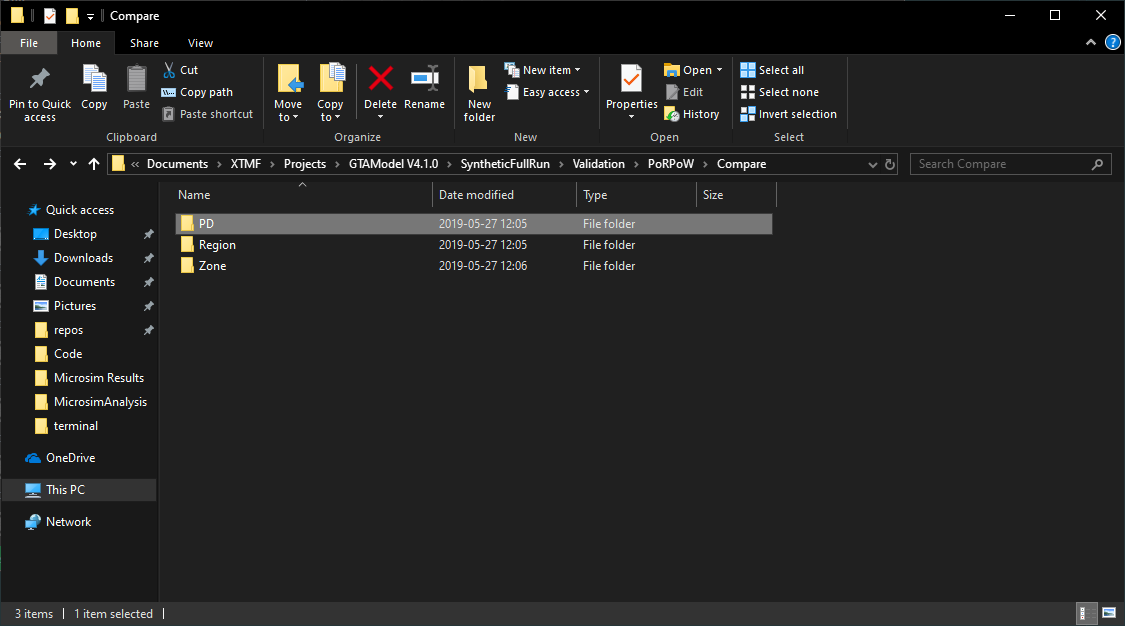 Compare
File Home Share View
Pin to Quick access
Copy
Paste
Cut
Copy path
Paste shortcut
Clipboard
Move to
Copy to
Delete
Rename
Organize
New folder
New item
Easy access
New
Properties
Open
Edit
History
Open
Select all
Select none
Invert selection
Select
« Documents > XTMF > Projects > GTAModel V4.1.0 > SyntheticFullRun > Validation > PoRPoW > Compare
Search Compare
Name Date modified Type Size
PD 2019-05-27 12:05 File folder
Region 2019-05-27 12:05 File folder
Zone 2019-05-27 12:06 File folder
Quick access
Desktop
Downloads
Documents
Pictures
repos
Code
Microsim Results
MicrosimAnalysis
terminal
OneDrive
This PC
Network
3 items 1 item selected